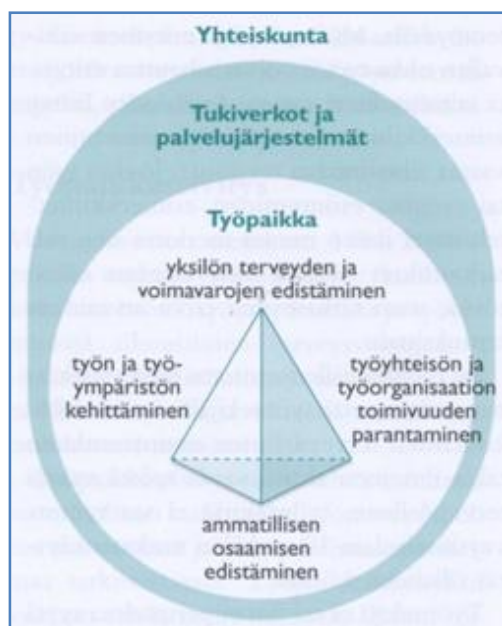 Yhteiskunta
Tukiverkot ja
palvelujärjestelmät
Työpaikka
yksilön terveyden ja
voimavarojen edistäminen
työn ja työ-
ympäristön
kehittäminen
työyhteisön ja
työorganisaation
toimivuuden
parantaminen
ammatillisen
osaamisen
edistäminen